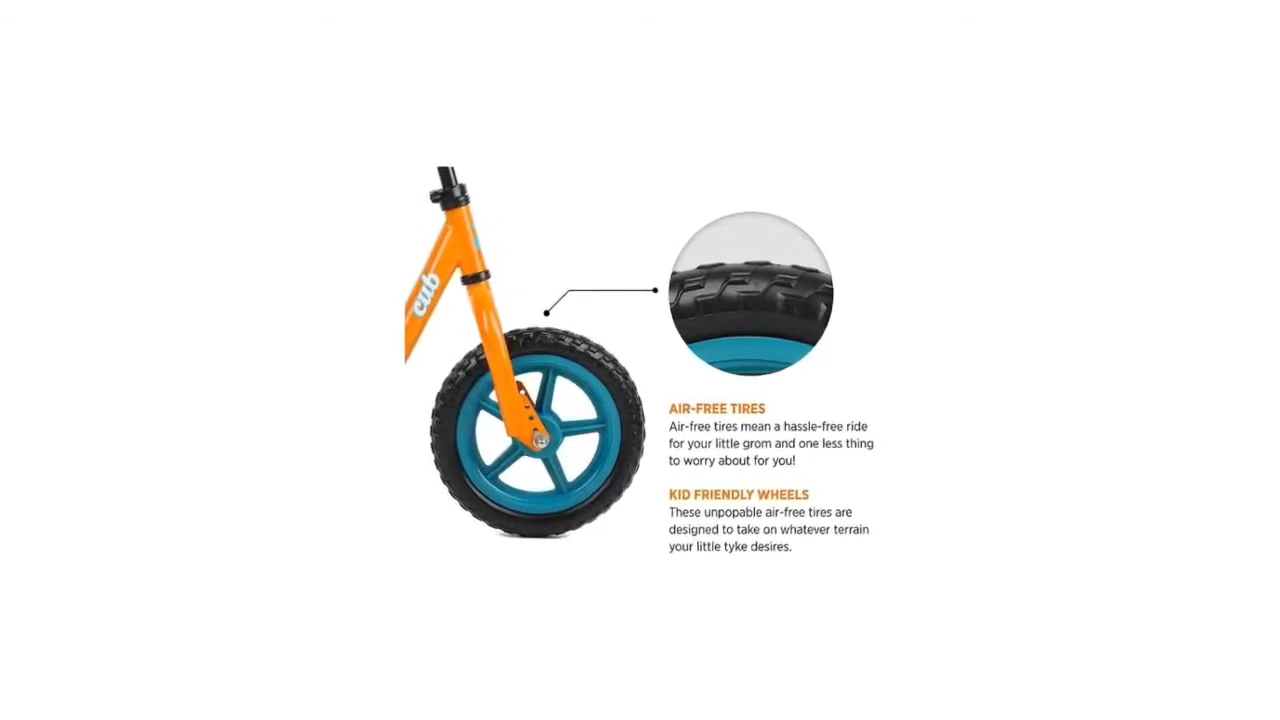 cub
AIR-FREE TIRES
Air-free tires mean a hassle-free ride
for your little grom and one less thing
to worry about for you!
KID FRIENDLY WHEELS
These unpopable air-free tires are
designed to take on whatever terrain
your little tyke desires.